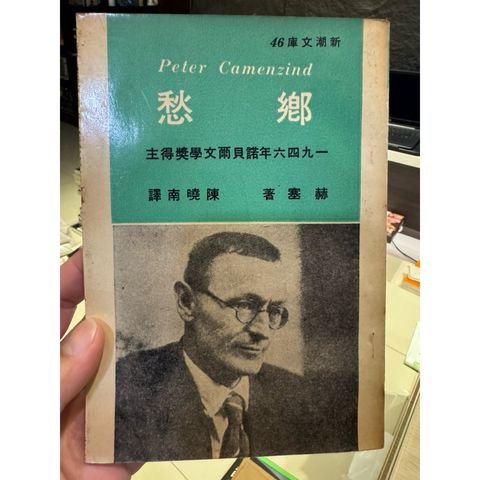 新潮文庫46
Peter Camenzind
鄉愁
一九四六年諾貝爾文學獎得主
赫塞著 陳曉南譯